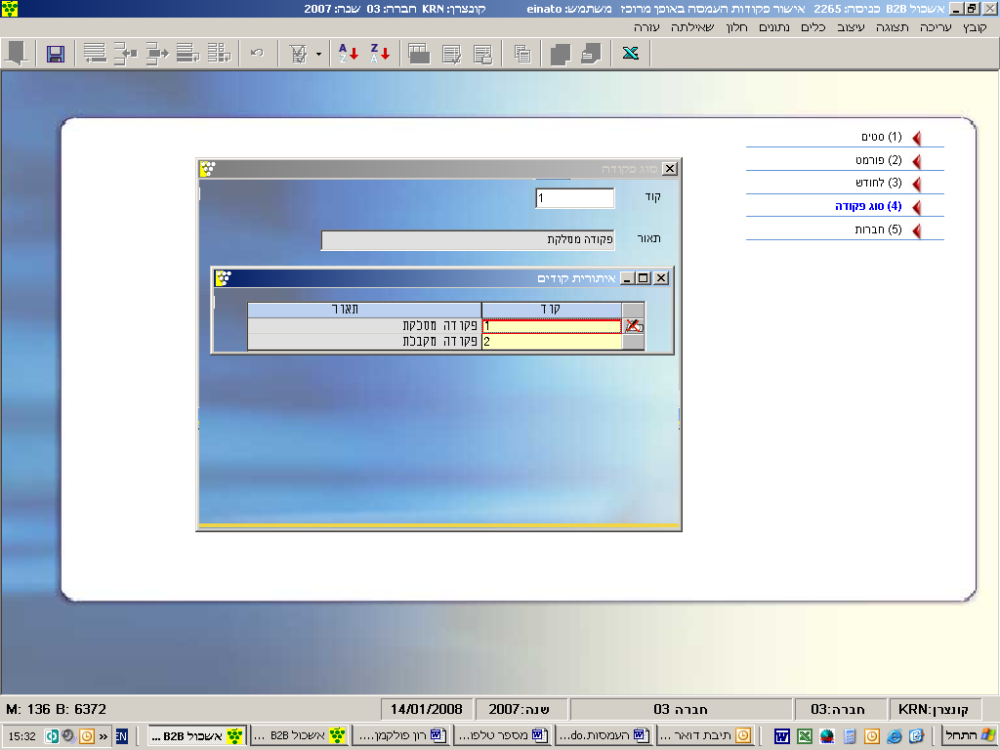 אשכול B2B כניסה: 2265 אישור פקודות העמסה באופן מרוכז משתמש: einato קונצרן: KRN חברה: 03 שנה: 2007
קובץ עריכה תצוגה עיצוב כלים נתונים חלון שאילתה עזרה
(1) סטים
(2) פורמט
(3) לחודש
(4) סוג פקודה
(5) חברות
סוג פקודה
קוד 1
תאור פקודה מסלקת
איתורית קודים
קוד תאור
1 פקודה מסלקת
2 פקודה מקבלת
קונצרן:KRN חברה:03 חברה 03 שנה:2007 14/01/2008 M: 136 B: 6372
התחל תיבת דואר ... העמסות.do... מספר טלפו... רון פולקמן.... אשכול B2B ... אשכול B2B ... EN » 15:32